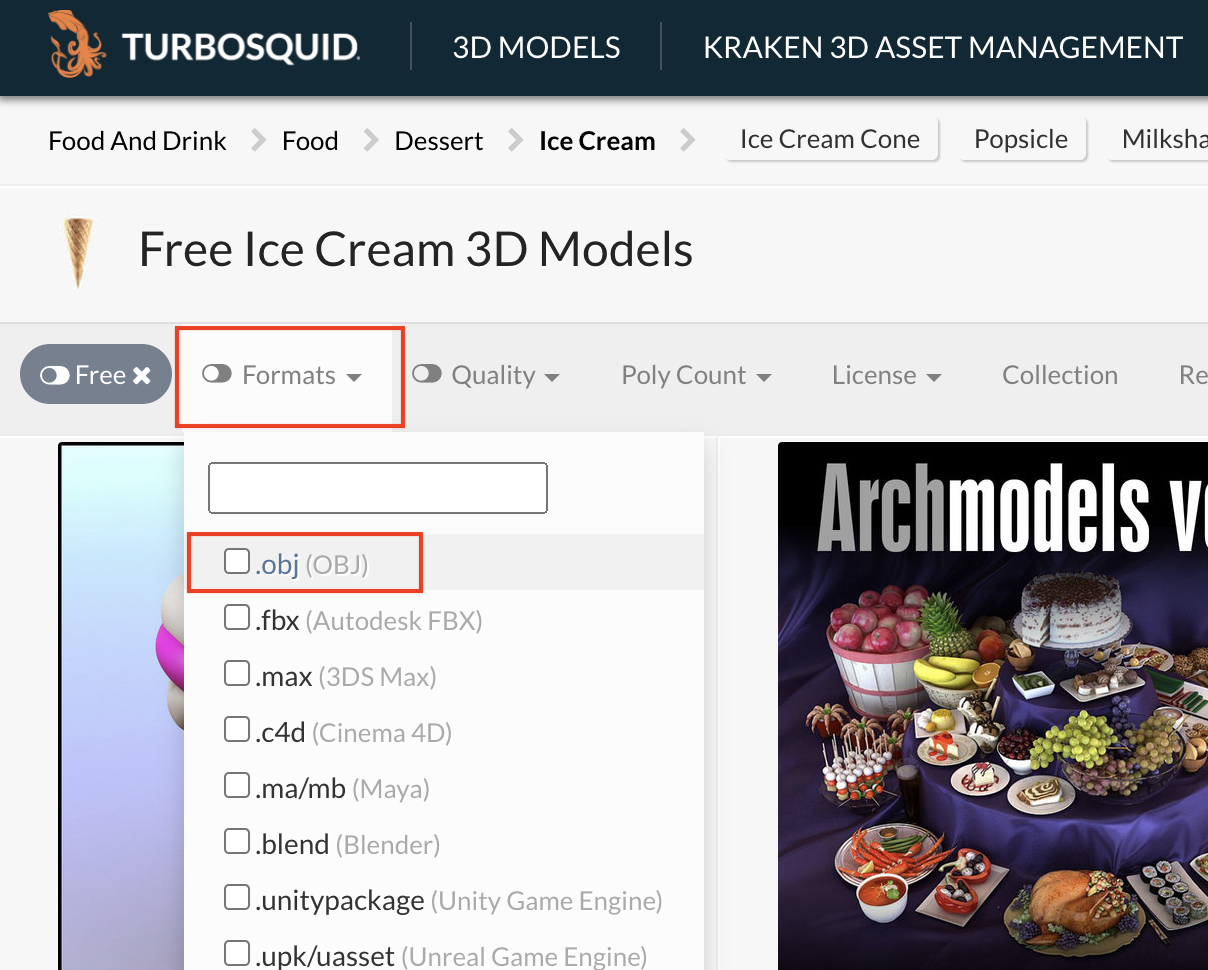 TURBOSQUID.
3D MODELS
KRAKEN 3D ASSET MANAGEMENT
Food And Drink
Food
Dessert
Ice Cream
Ice Cream Cone
Popsicle
Milksha
Free Ice Cream 3D Models
Free
Formats
Quality
Poly Count
License
Collection
Re
.obj (OBJ)
.fbx (Autodesk FBX)
.max (3DS Max)
.c4d (Cinema 4D)
.ma/mb (Maya)
.blend (Blender)
.unitypackage (Unity Game Engine)
.upk/uasset (Unreal Game Engine)
Archmodels v